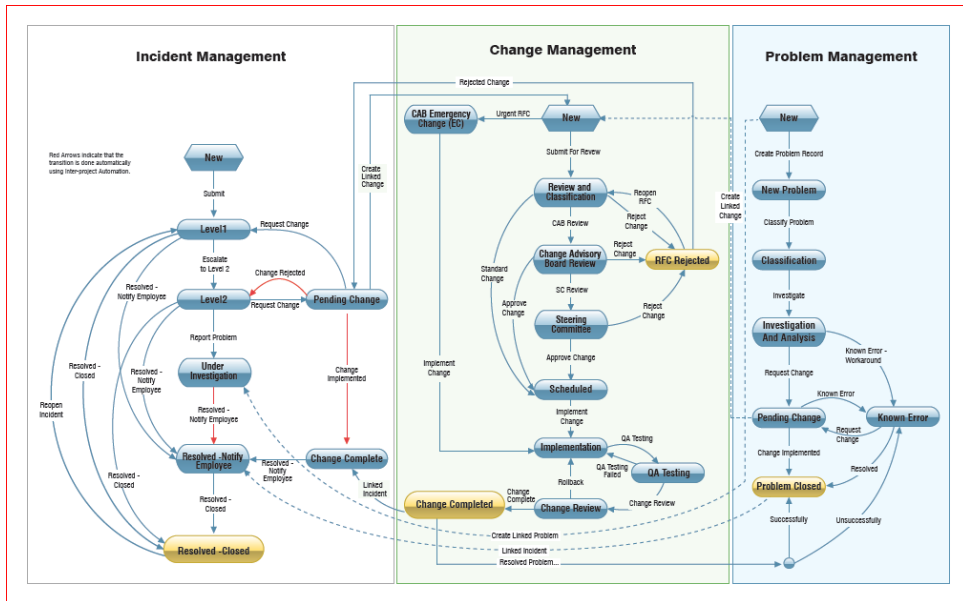 Incident Management
Red Arrows indicate that the
transition is done automatically
using Inter-project Automation.
New
Submit
Level1
Request Change
Escalate
to Level 2
Change Rejected
Level2
Request Change
Pending Change
Create
Linked
Change
Resolved -
Notify Employee
Report Problem
Under
Investigation
Resolved -
Closed
Resolved -
Notify
Employee
Change
Implemented
Reopen
Incident
Resolved -
Notify Employee
Resolved -Notify
Employee
Resolved -
Notify
Employee
Change Complete
Resolved -
Closed
Resolved -
Closed
Linked
Incident
Resolved -Closed
Change Management
Rejected Change
CAB Emergency
Change (EC)
Urgent RFC
New
Submit For Revew
Review and
Classification
Reopen
RFC
CAB Review
Reject
Change
Change Advisory
Board Review
Reject
Change
RFC Rejected
Standard
Change
SC Review
Approve
Change
Steering
Committee
Reject
Change
Approve Change
Implement
Change
Scheduled
Implement
Change
Implementation
QA Testing
QA Testing
Failed
QA Testing
Rollback
Change
Complete
Change Completed
Change Review
Change Review
Create Linked Problem
Linked Incident
Resolved Problem...
Problem Management
New
Create Problem Record
New Problem
Create
Linked
Change
Classify Problem
Classification
Investigate
Investigation
And Analysis
Known Error -
Workaround
Request Change
Known Error
Pending Change
Known Error
Request
Change
Change Implemented
Resolved
Problem Closed
Successfully
Unsuccessfully